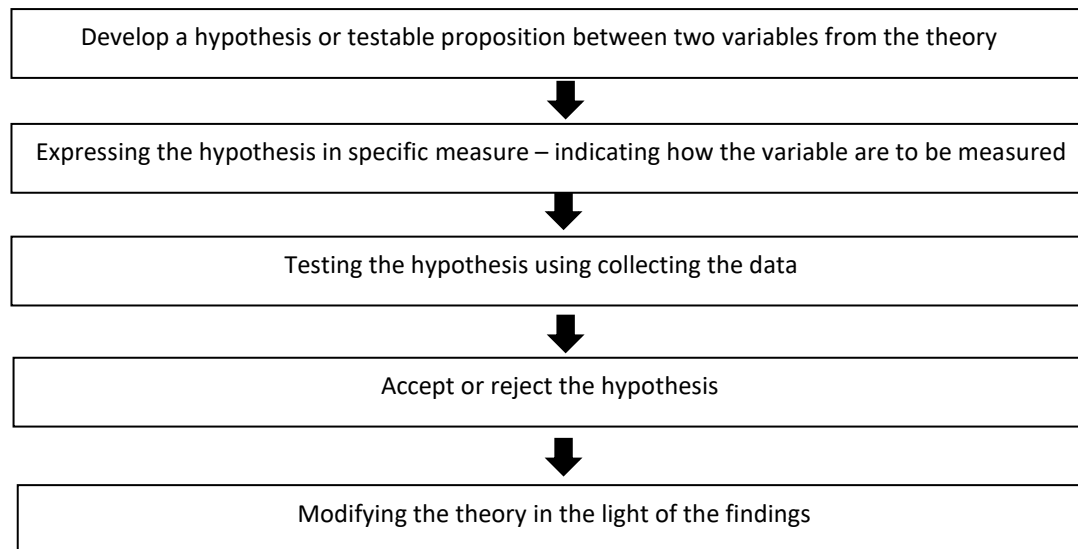 Develop a hypothesis or testable proposition between two variables from the theory
Expressing the hypothesis in specific measure – indicating how the variable are to be measured
Testing the hypothesis using collecting the data
Accept or reject the hypothesis
Modifying the theory in the light of the findings